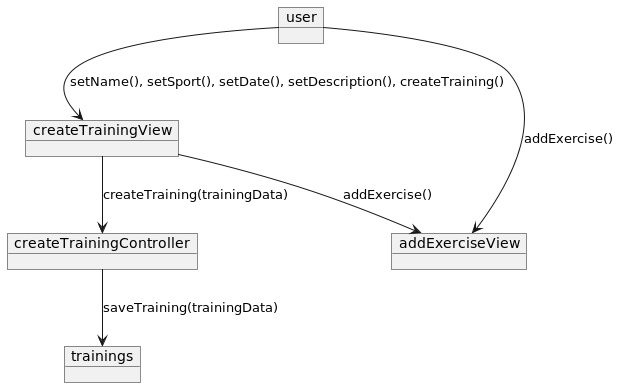 user
setName(), setSport(), setDate(), setDescription(), createTraining()
createTrainingView
addExercise()
createTraining(trainingData)
addExercise()
createTrainingController
addExerciseView
saveTraining(trainingData)
trainings